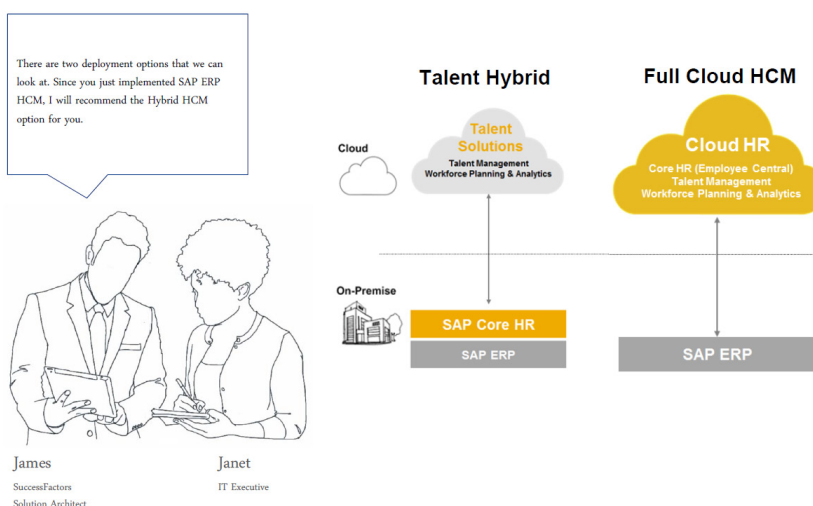 There are two deployment options that we can
look at. Since you just implemented SAP ERP
HCM, I will recommend the Hybrid HCM
option for you.
James
SuccessFactors
Solution Architect
Janet
IT Executive
Talent Hybrid
Full Cloud HCM
Cloud
Talent
Solutions
Talent Management
Workforce Planning & Analytics
Cloud HR
Core HR (Employee Central)
Talent Management
Workforce Planning & Analytics
On-Premise
SAP Core HR
SAP ERP
SAP ERP